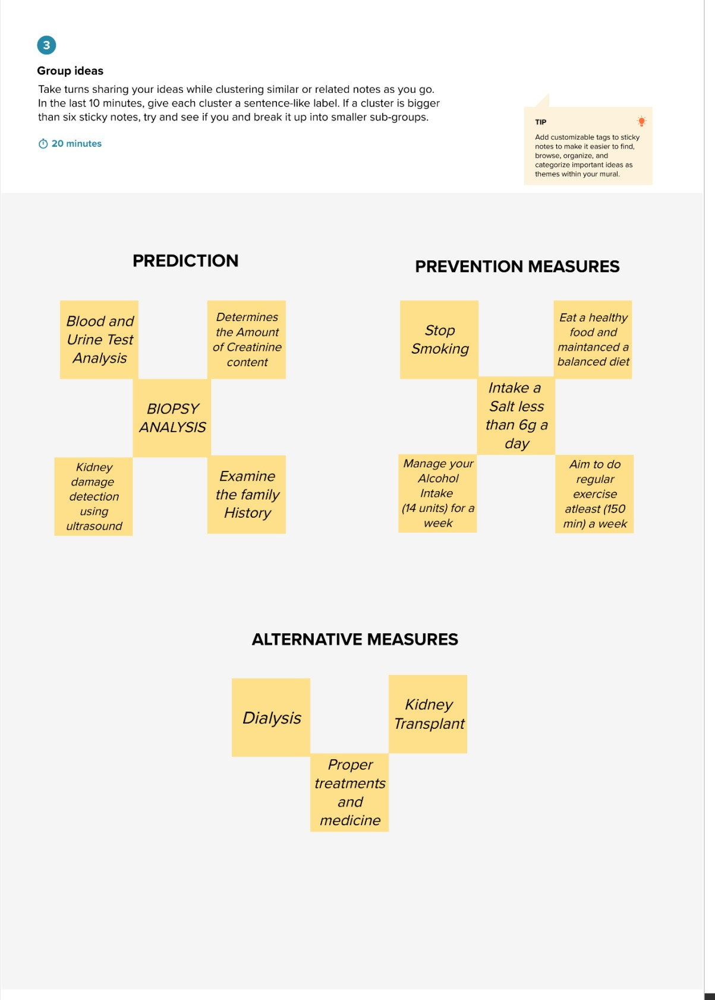 3
Group ideas
Take turns sharing your ideas while clustering similar or related notes as you go.
In the last 10 minutes, give each cluster a sentence-like label. If a cluster is bigger
than six sticky notes, try and see if you and break it up into smaller sub-groups.
20 minutes
TIP
Add customizable tags to sticky
notes to make it easier to find,
browse, organize, and
categorize important ideas as
themes within your mural.
PREDICTION
Blood and
Urine Test
Analysis
Determines
the Amount
of Creatinine
content
BIOPSY
ANALYSIS
Kidney
damage
detection
using
ultrasound
Examine
the family
History
PREVENTION MEASURES
Stop
Smoking
Eat a healthy
food and
maintanced a
balanced diet
Intake a
Salt less
than 6g a
day
Manage your
Alcohol
Intake
(14 units) for a
week
Aim to do
regular
exercise
atleast (150
min) a week
ALTERNATIVE MEASURES
Dialysis
Kidney
Transplant
Proper
treatments
and
medicine